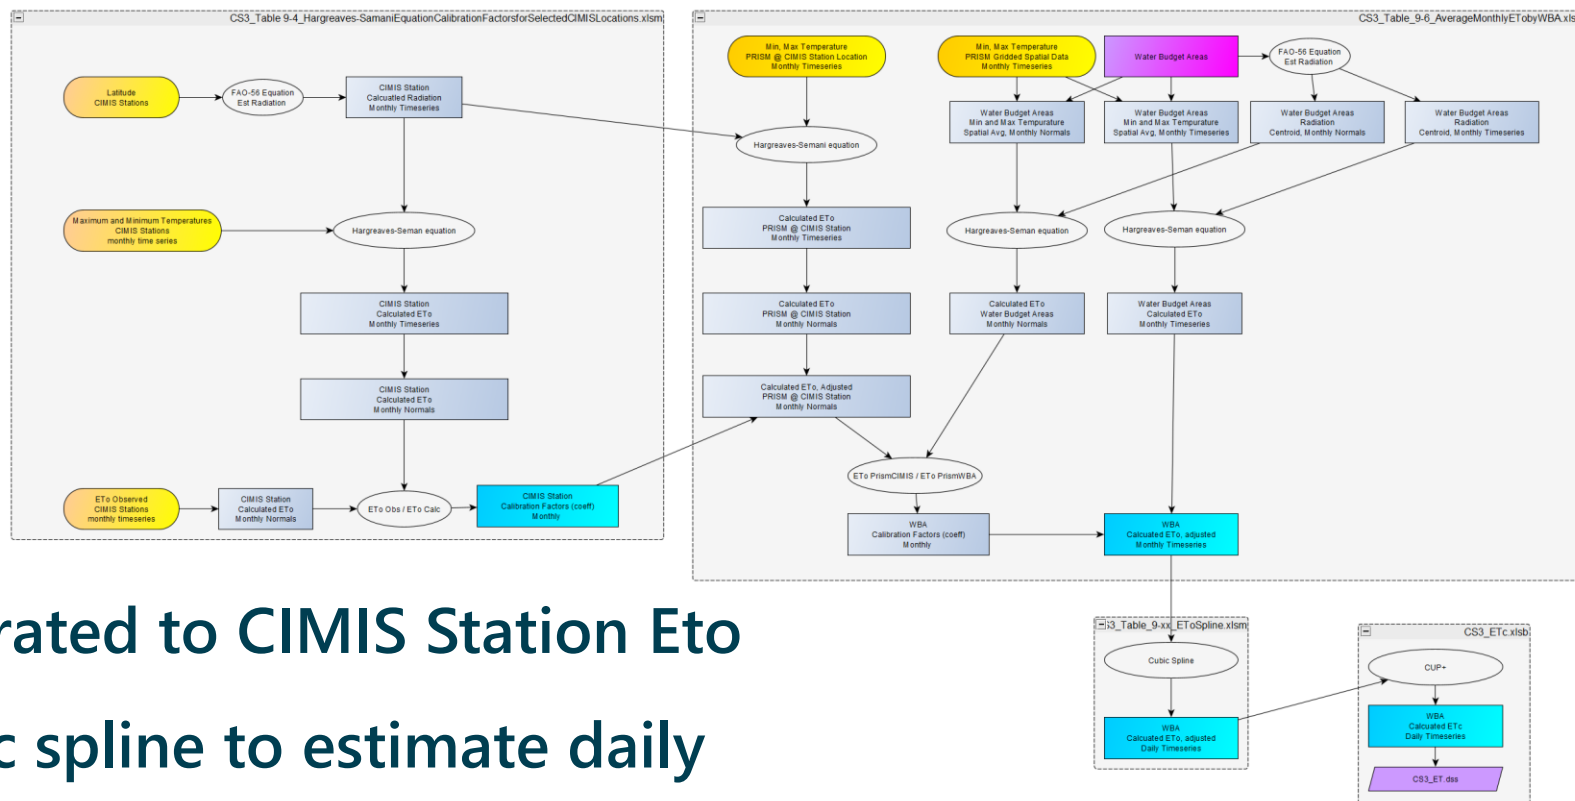 CS3_Table 9-4_Hargreaves-SamaniEquationCalibrationFactorsforSelectedCIMISLocations.xlsm
Latitude
CIMIS Stations
FAO-56 Equation
Est Radiation
CIMIS Station
Calcuatled Radiation
Monthly Timeseries
Maximum and Minimum Temperatures
CIMIS Stations
monthly time series
Hargreaves-Seman equation
CIMIS Station
Calculated ETo
Monthly Timeseries
CIMIS Station
Calculated ETo
Monthly Normals
ETo Observed
CIMIS Stations
monthly timeseries
CIMIS Station
Calculated ETo
Monthly Normals
ETo Obs / ETo Calc
CIMIS Station
Calibration Factors (coeff)
Monthly
CS3_Table_9-6_AverageMonthlyETobyWBA.xls
Min, Max Temperature
PRISM @ CIMIS Station Location
Monthly Timeseries
Min, Max Temperature
PRISM Gridded Spatial Data
Monthly Timeseries
Water Budget Areas
FAO-56 Equation
Est Radiation
Hargreaves-Semani equation
Water Budget Areas
Min and Max Tempurature
Spatial Avg, Monthly Normals
Water Budget Areas
Min and Max Tempurature
Spatial Avg, Monthly Timeseries
Water Budget Areas
Radiation
Centroid, Monthly Normals
Water Budget Areas
Radiation
Centroid, Monthly Timeseries
Calculated ETo
PRISM @ CIMIS Station
Monthly Timeseries
Hargreaves-Seman equation
Hargreaves-Seman equation
Calculated ETo
PRISM @ CIMIS Station
Monthly Normals
Calculated ETo
Water Budget Areas
Monthly Normals
Water Budget Areas
Calculated ETo
Monthly Timeseries
Calculated ETo, Adjusted
PRISM @ CIMIS Station
Monthly Normals
ETo PrismCIMIS / ETo PrismWBA
WBA
Calibration Factors (coeff)
Monthly
WBA
Calcuated ETo, adjusted
Monthly Timeseries
rated to CIMIS Station Eto
c spline to estimate daily
S3_Table_9-xx_EToSpline.xlsm
Cubic Spline
WBA
Calcuated ETo, adjusted
Daily Timeseries
CS3_ETc.xlsb
CUP+
WBA
Calcuated ETc
Daily Timeseries
CS3_ET.dss